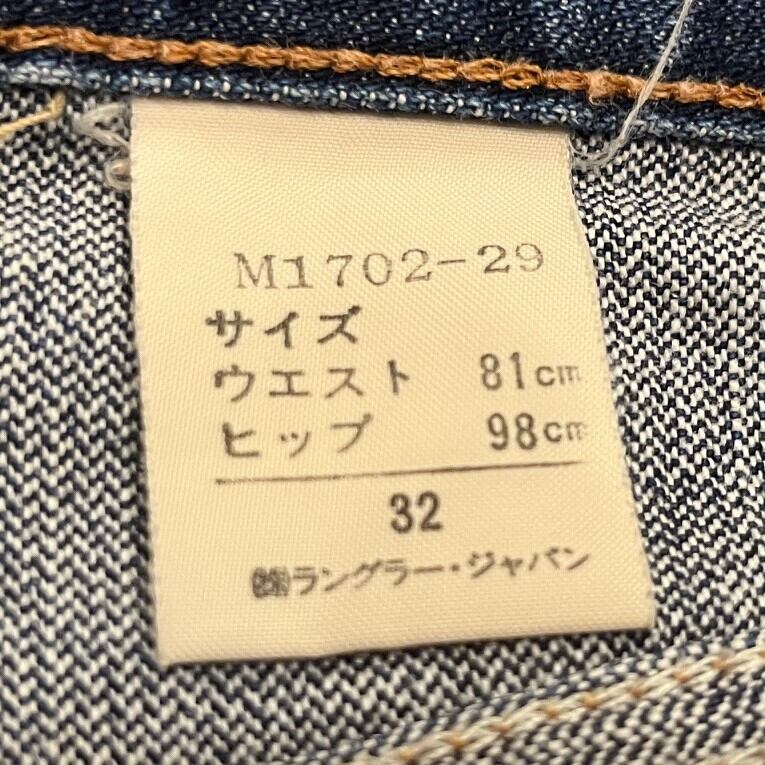 M1702-29
サイズ
ウエスト 81cm
ヒップ 98cm
32
㈱ラングラー・ジャパン